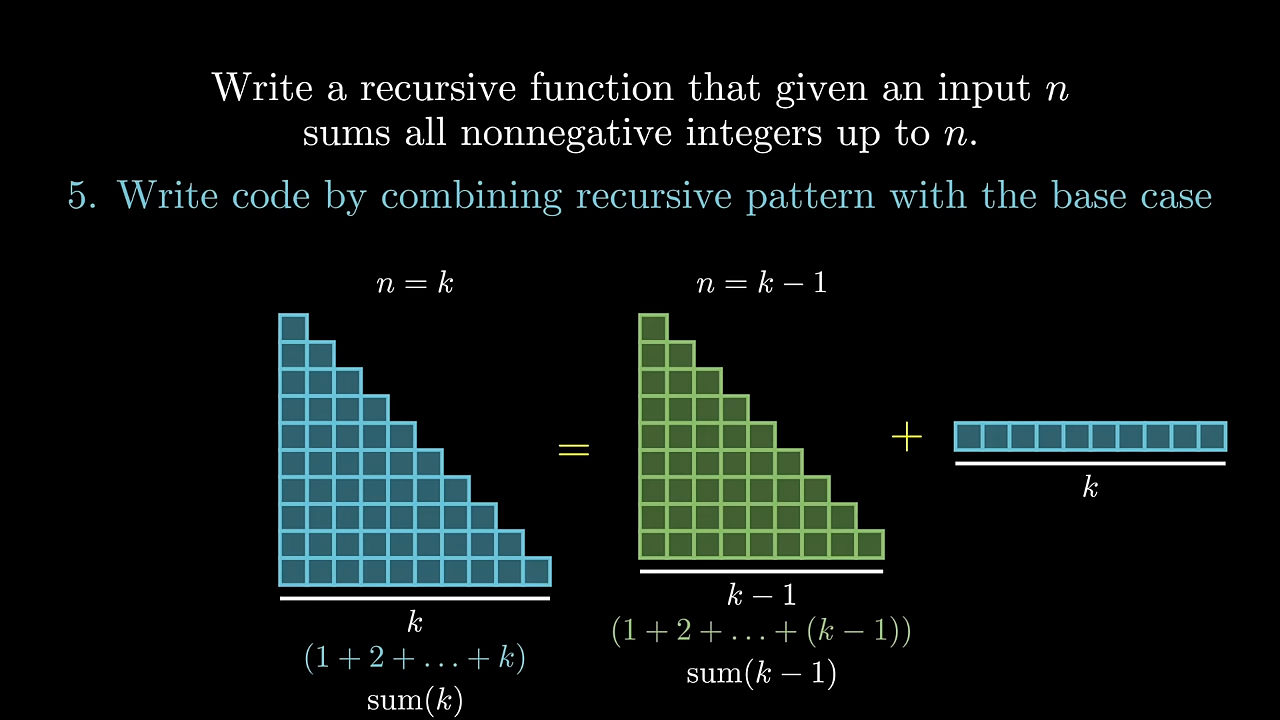 Write a recursive function that given an input n
sums all nonnegative integers up to n.
5. Write code by combining recursive pattern with the base case
n = k
n = k − 1
=
+
k
k
(1 + 2 + … + k)
sum(k)
k − 1
(1 + 2 + … + (k − 1))
sum(k − 1)